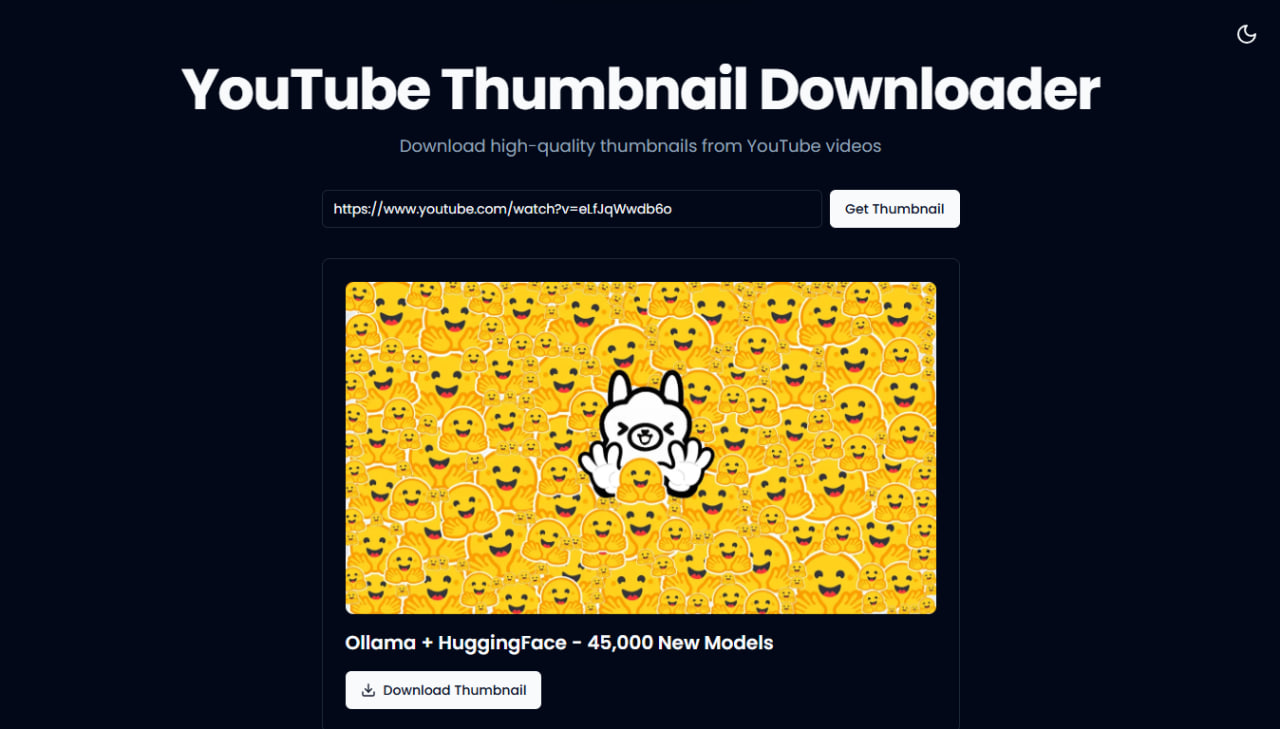 YouTube Thumbnail Downloader
Download high-quality thumbnails from YouTube videos
https://www.youtube.com/watch?v=eLfJqWwdb6o
Get Thumbnail
Ollama + HuggingFace - 45,000 New Models
Download Thumbnail